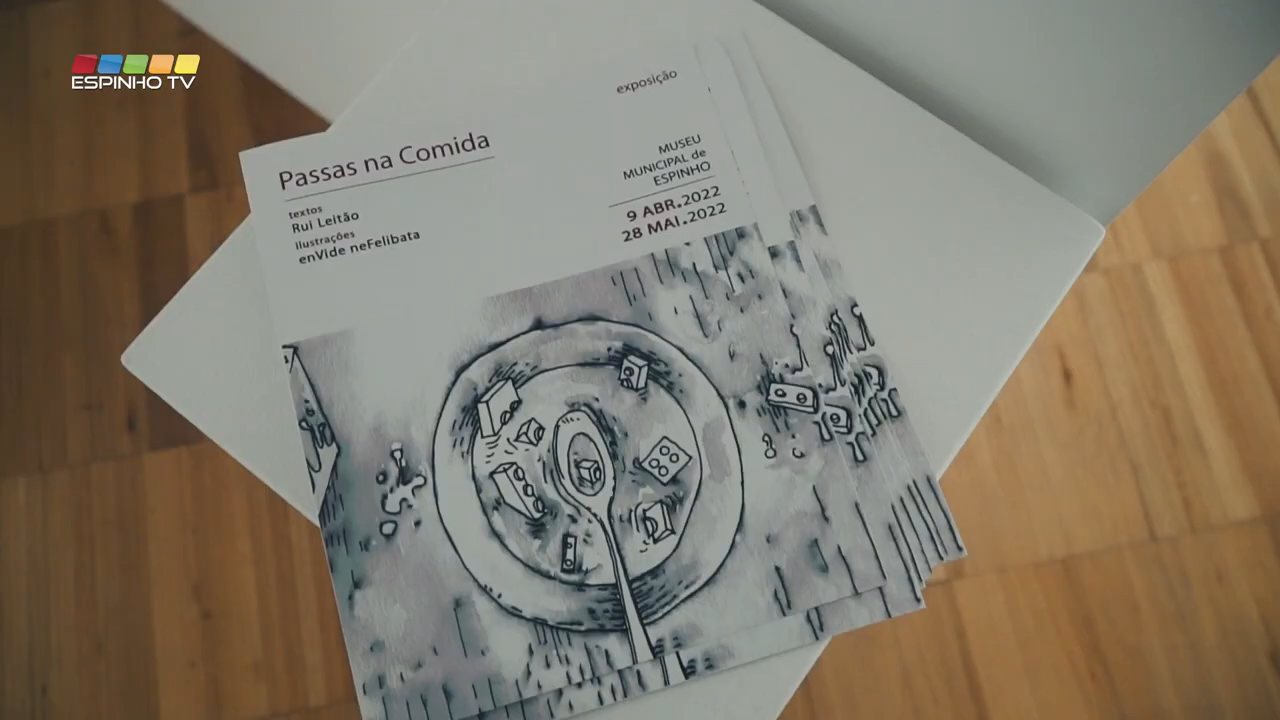 ESPINHO TV
exposição
Passas na Comida
textos
Rui Leitão
ilustrações
enVide neFelibata
MUSEU
MUNICIPAL de
ESPINHO
9 ABR.2022
28 MAI.2022